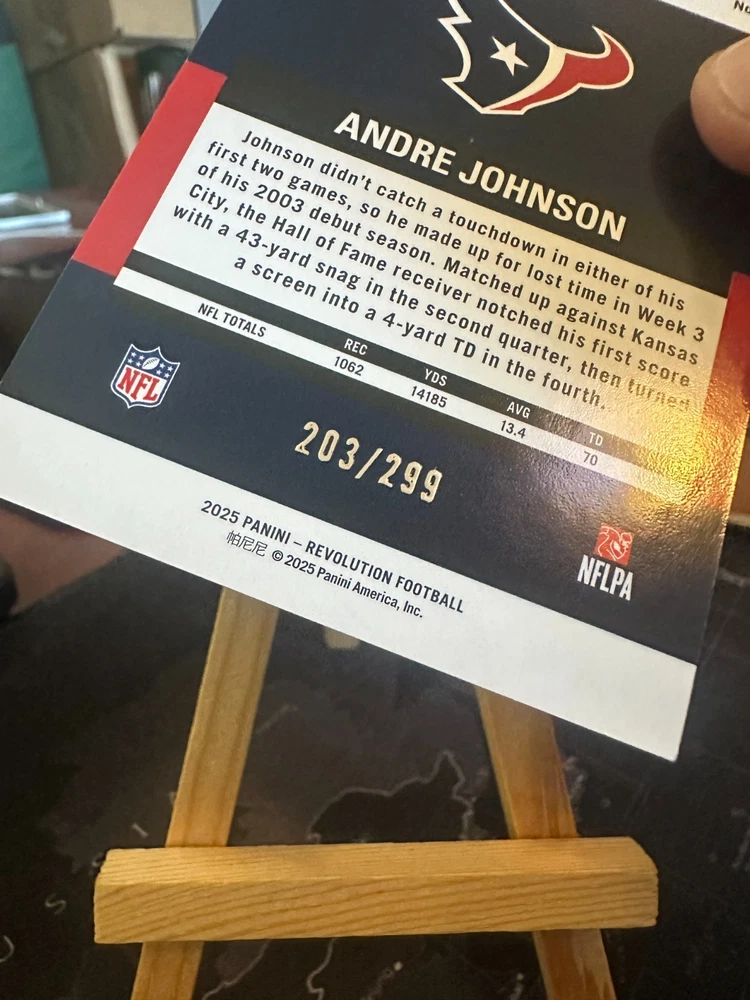 No
ANDRE JOHNSON
Johnson didn't catch a touchdown in either of his
first two games, so he made up for lost time in Week 3
of his 2003 debut season. Matched up against Kansas
City, the Hall of Fame receiver notched his first score
with a 43-yard snag in the second quarter, then turned
a screen into a 4-yard TD in the fourth.
REC YDS AVG TD
NFL TOTALS 1062 14185 13.4 70
NFL
203/299
NFLPA
2025 PANINI – REVOLUTION FOOTBALL
帕尼尼 © 2025 Panini America, Inc.
U S